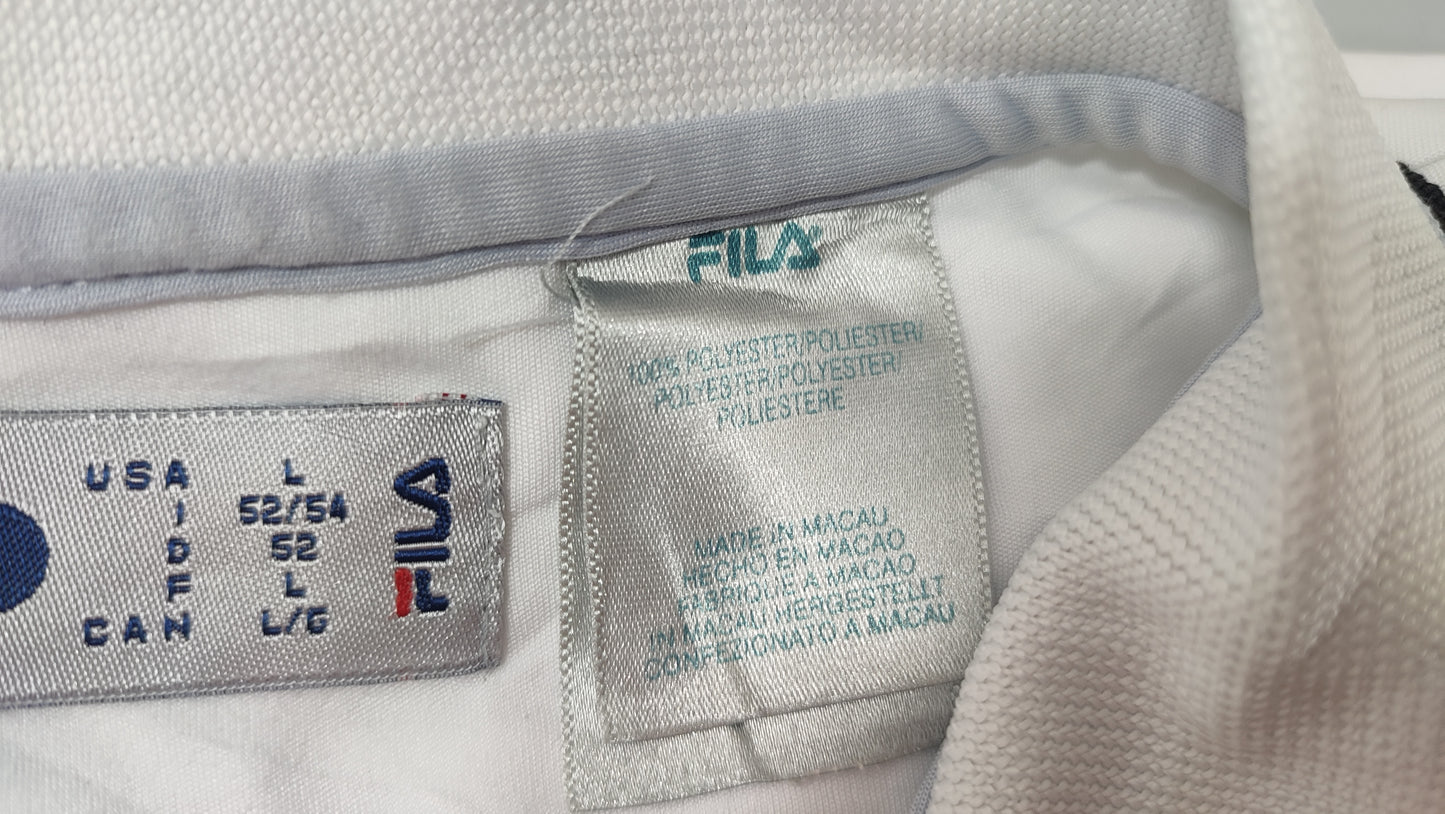 USA L
I 52/54
D 52
F L
CAN L/G
FILA
FILA
100% POLYESTER/POLIESTER/
POLYESTER/POLYESTER
POLIESTERE
MADE IN MACAU
HECHO EN MACAO
FABRIQUE A MACAO
IN MACAU HERGESTELLT
CONFEZIONATO A MACAU